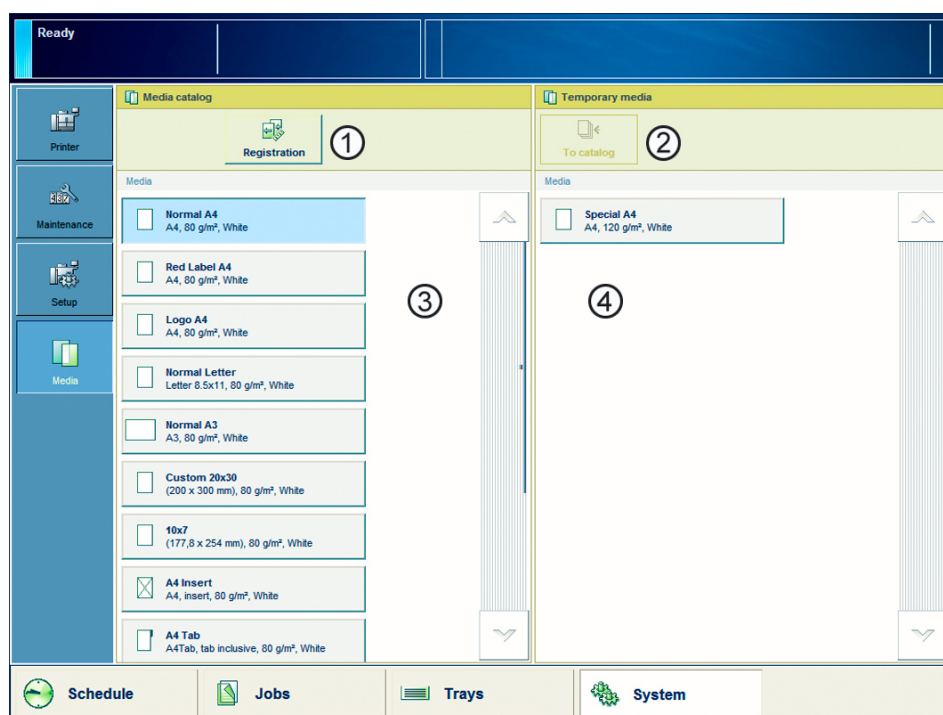 Ready
Printer
Maintenance
Setup
Media
Media catalog
Registration
1
Media
Normal A4
A4, 80 g/m², White
Red Label A4
A4, 80 g/m², White
Logo A4
A4, 80 g/m², White
3
Normal Letter
Letter 8.5x11, 80 g/m², White
Normal A3
A3, 80 g/m², White
Custom 20x30
(200 x 300 mm), 80 g/m², White
10x7
(177,8 x 254 mm), 80 g/m², White
A4 Insert
A4, insert, 80 g/m², White
A4 Tab
A4Tab, tab inclusive, 80 g/m², White
Temporary media
To catalog
2
Media
Special A4
A4, 120 g/m², White
4
Schedule
Jobs
Trays
System